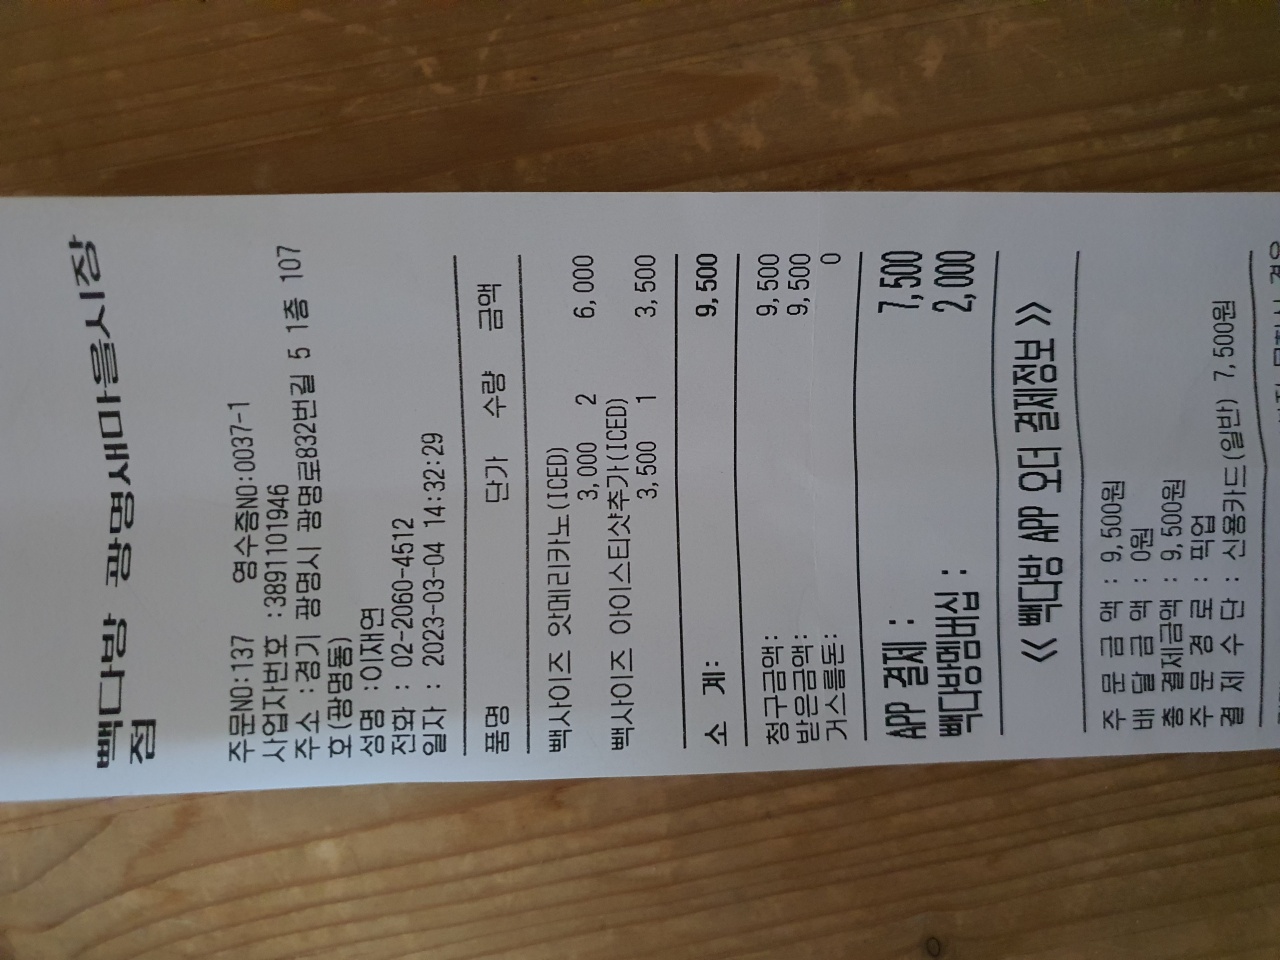 빽다방 광명새마을시장
점
주문NO:137 영수증NO:0037-1
사업자번호 :3891101946
주소 :경기 광명시 광명로832번길 5 1층 107
호(광명동)
성명 :이재연
전화 : 02-2060-4512
일자 : 2023-03-04 14:32:29
품명 단가 수량 금액
빽사이즈 앗메리카노(ICED)
3,000 2 6,000
빽사이즈 아이스티샷추가(ICED)
3,500 1 3,500
소 계: 9,500
청구금액: 9,500
받은금액: 9,500
거스름돈: 0
APP 결제 : 7,500
빽다방멤버십 : 2,000
<< 빽다방 APP 오더 결제정보 >>
주 문 금 액 : 9,500원
배 달 금 액 : 0원
총 결제금액 : 9,500원
주 문 경 로 : 픽업
결 제 수 단 : 신용카드(일반) 7,500원